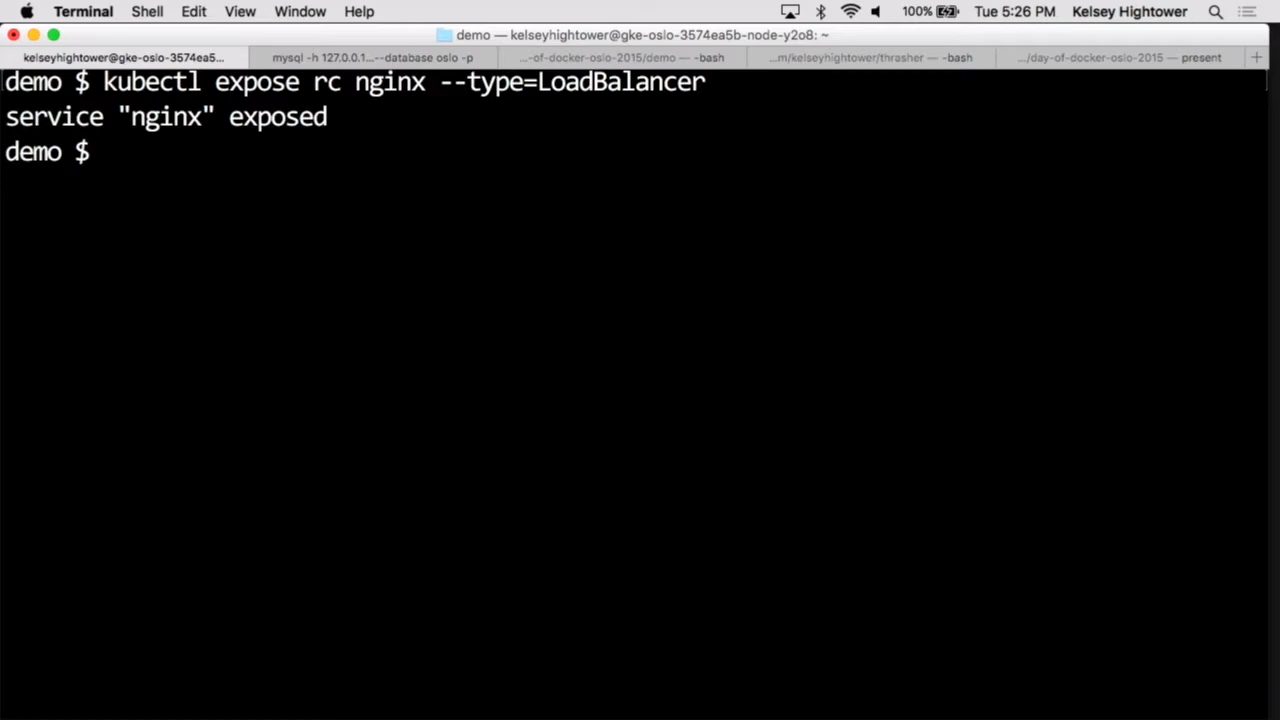 Terminal Shell Edit View Window Help 100% Tue 5:26 PM Kelsey Hightower
demo — kelseyhightower@gke-oslo-3574ea5b-node-y2o8: ~
kelseyhightower@gke-oslo-3574ea5... mysql -h 127.0.0.1...--database oslo -p ...-of-docker-oslo-2015/demo — -bash ...m/kelseyhightower/thrasher — -bash .../day-of-docker-oslo-2015 — present +
demo $ kubectl expose rc nginx --type=LoadBalancer
service "nginx" exposed
demo $